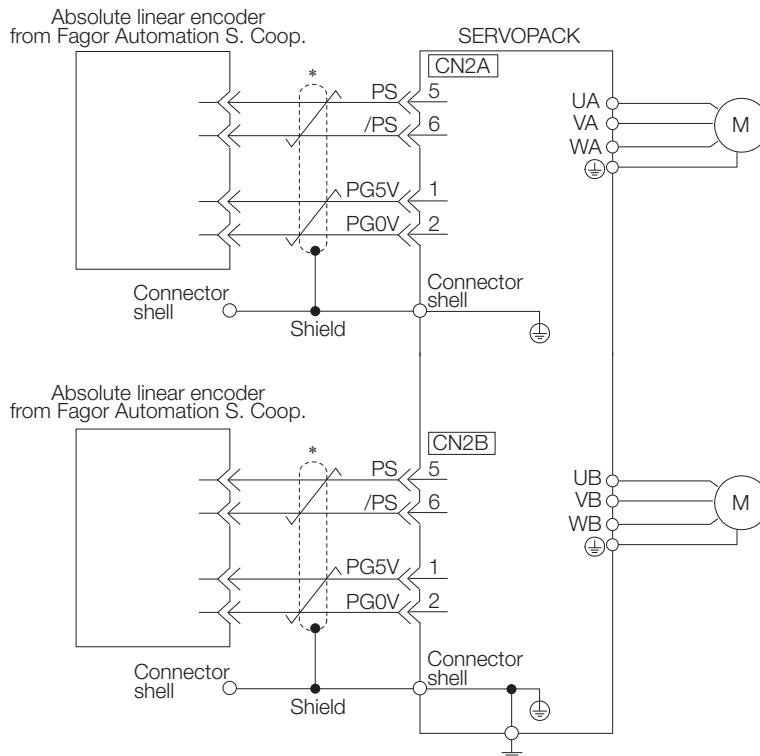 Absolute linear encoder
from Fagor Automation S. Coop.
SERVOPACK
CN2A
*
PS 5
/PS 6
PG5V 1
PG0V 2
UA
VA
WA
M
Connector
shell
Shield
Connector
shell
Absolute linear encoder
from Fagor Automation S. Coop.
CN2B
*
PS 5
/PS 6
PG5V 1
PG0V 2
UB
VB
WB
M
Connector
shell
Shield
Connector
shell